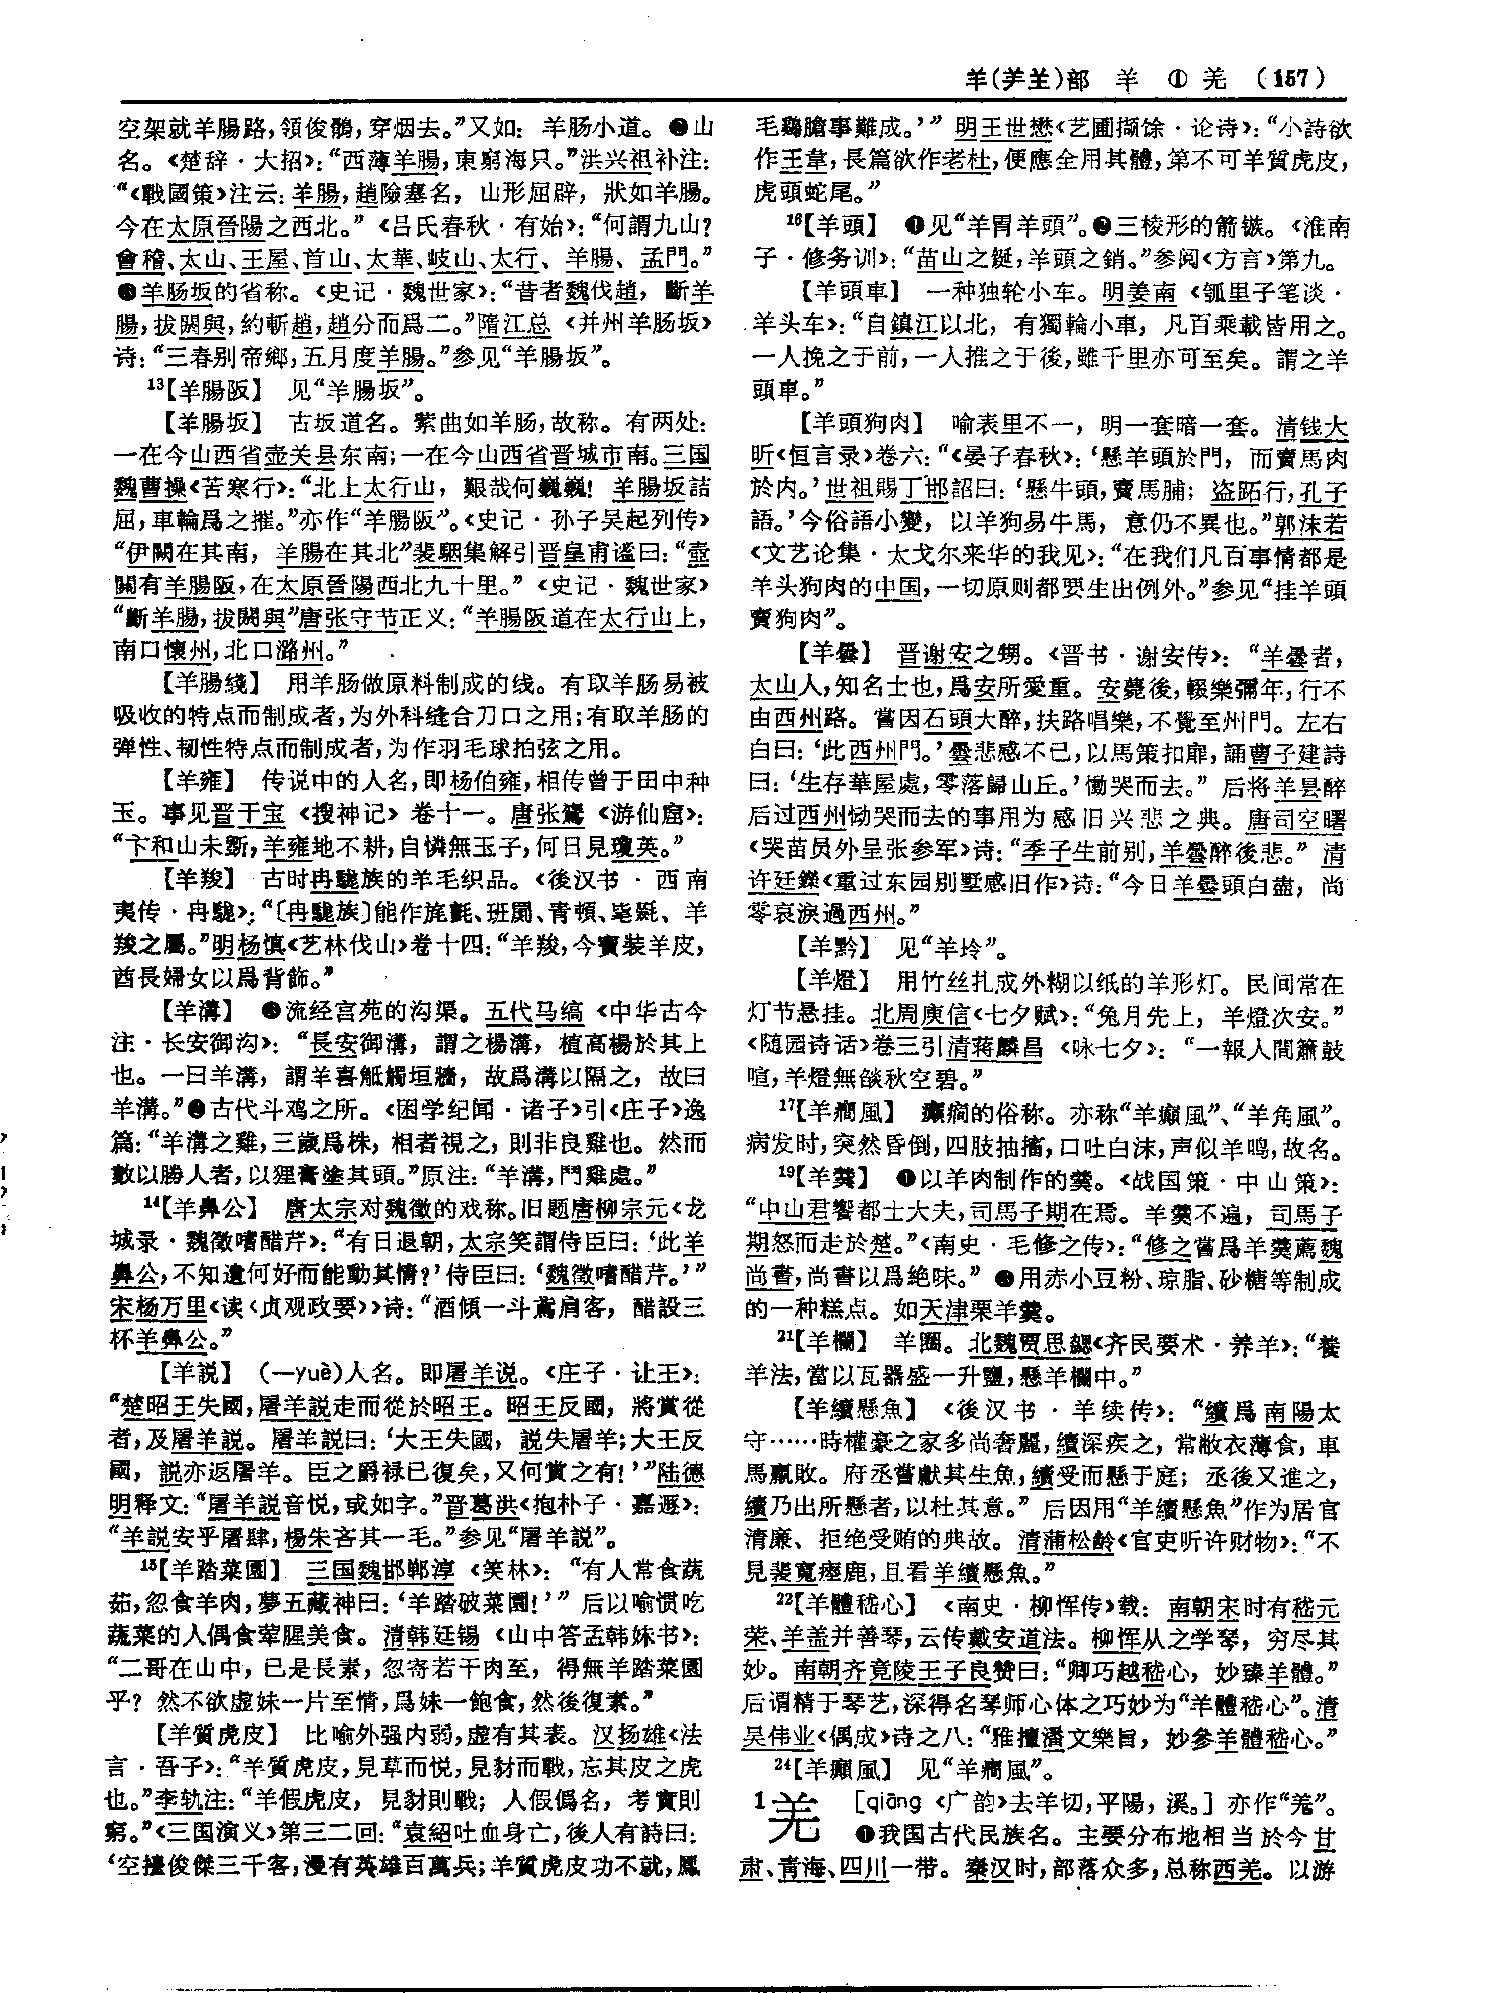 羊(⺶𦍌)部　羊　①　羌　(157)
空架就羊腸路，領俊鶻，穿烟去。”又如：羊肠小道。❷山
名。《楚辞·大招》：“西薄羊腸，東窮海只。”洪兴祖补注：
“《戰國策》注云：羊腸，趙險塞名，山形屈辟，狀如羊腸。
今在太原晉陽之西北。”《吕氏春秋·有始》：“何謂九山？
會稽、太山、王屋、首山、太華、岐山、太行、羊腸、孟門。”
❸羊肠坂的省称。《史记·魏世家》：“昔者魏伐趙，斷羊
腸，拔閼與，約斬趙，趙分而爲二。”隋江总《并州羊肠坂》
诗：“三春别帝鄉，五月度羊腸。”参见“羊腸坂”。
13【羊腸阪】　见“羊腸坂”。
【羊腸坂】　古坂道名。萦曲如羊肠，故称。有两处：
一在今山西省壶关县东南；一在今山西省晋城市南。三国
魏曹操《苦寒行》：“北上太行山，艱哉何巍巍！羊腸坂詰
屈，車輪爲之摧。”亦作“羊腸阪”。《史记·孙子吴起列传》
“伊闕在其南，羊腸在其北”裴駰集解引晋皇甫谧曰：“壺
關有羊腸阪，在太原晉陽西北九十里。”《史记·魏世家》
“斷羊腸，拔閼與”唐张守节正义：“羊腸阪道在太行山上，
南口懷州，北口潞州。”
【羊腸綫】　用羊肠做原料制成的线。有取羊肠易被
吸收的特点而制成者，为外科缝合刀口之用；有取羊肠的
弹性、韧性特点而制成者，为作羽毛球拍弦之用。
【羊雍】　传说中的人名，即杨伯雍，相传曾于田中种
玉。事见晋干宝《搜神记》卷十一。唐张鷟《游仙窟》：
“卞和山未斲，羊雍地不耕，自憐無玉子，何日見瓊英。”
【羊羧】　古时冉駹族的羊毛织品。《後汉书·西南
夷传·冉駹》：“〔冉駹族〕能作旄氈、班罽、青頓、毞毲、羊
羧之屬。”明杨慎《艺林伐山》卷十四：“羊羧，今實装羊皮，
酋長婦女以爲背飾。”
【羊溝】　❶流经宫苑的沟渠。五代马缟《中华古今
注·长安御沟》：“長安御溝，謂之楊溝，植高楊於其上
也。一曰羊溝，謂羊喜觝觸垣牆，故爲溝以隔之，故曰
羊溝。”❷古代斗鸡之所。《困学纪闻·诸子》引《庄子》逸
篇：“羊溝之雞，三歲爲株，相者視之，則非良雞也。然而
數以勝人者，以狸膏塗其頭。”原注：“羊溝，鬥雞處。”
14【羊鼻公】　唐太宗对魏徵的戏称。旧题唐柳宗元《龙
城录·魏徵嗜醋芹》：“有日退朝，太宗笑謂侍臣曰：‘此羊
鼻公，不知遺何好而能動其情？’侍臣曰：‘魏徵嗜醋芹。’”
宋杨万里《读〈贞观政要〉》诗：“酒傾一斗鳶肩客，醋設三
杯羊鼻公。”
【羊説】　(—yuè)人名。即屠羊说。《庄子·让王》：
“楚昭王失國，屠羊説走而從於昭王。昭王反國，將賞從
者，及屠羊説。屠羊説曰：‘大王失國，説失屠羊；大王反
國，説亦返屠羊。臣之爵禄已復矣，又何賞之有！’”陆德
明释文：“屠羊説音悦，或如字。”晋葛洪《抱朴子·嘉遯》：
“羊説安乎屠肆，楊朱吝其一毛。”参见“屠羊説”。
15【羊踏菜園】　三国魏邯郸淳《笑林》：“有人常食蔬
茹，忽食羊肉，夢五藏神曰：‘羊踏破菜園！’”后以喻惯吃
蔬菜的人偶食荤腥美食。清韩廷锡《山中答孟韩妹书》：
“二哥在山中，已是長素，忽寄若干肉至，得無羊踏菜園
乎？然不欲虚妹一片至情，爲妹一飽食，然後復素。”
【羊質虎皮】　比喻外强内弱，虚有其表。汉扬雄《法
言·吾子》：“羊質虎皮，見草而悦，見豺而戰，忘其皮之虎
也。”李轨注：“羊假虎皮，見豺則戰；人假僞名，考實則
窮。”《三国演义》第三二回：“袁紹吐血身亡，後人有詩曰：
‘空擡俊傑三千客，漫有英雄百萬兵；羊質虎皮功不就，鳳
毛鷄膽事難成。’”　明王世懋《艺圃撷馀·论诗》：“小詩欲
作王韋，長篇欲作老杜，便應全用其體，第不可羊質虎皮，
虎頭蛇尾。”
16【羊頭】　❶见“羊胃羊頭”。❷三棱形的箭镞。《淮南
子·修务训》：“苗山之鋌，羊頭之銷。”参阅《方言》第九。
【羊頭車】　一种独轮小车。明姜南《瓠里子笔谈·
羊头车》：“自鎮江以北，有獨輪小車，凡百乘載皆用之。
一人挽之于前，一人推之于後，雖千里亦可至矣。謂之羊
頭車。”
【羊頭狗肉】　喻表里不一，明一套暗一套。清钱大
昕《恒言录》卷六：“《晏子春秋》：‘懸羊頭於門，而賣馬肉
於内。’世祖賜丁邯詔曰：‘懸牛頭，賣馬脯；盗跖行，孔子
語。’今俗語小變，以羊狗易牛馬，意仍不異也。”郭沫若
《文艺论集·太戈尔来华的我见》：“在我们凡百事情都是
羊头狗肉的中国，一切原则都要生出例外。”参见“挂羊頭
賣狗肉”。
【羊曇】　晋谢安之甥。《晋书·谢安传》：“羊曇者，
太山人，知名士也，爲安所愛重。安薨後，輟樂彌年，行不
由西州路。嘗因石頭大醉，扶路唱樂，不覺至州門。左右
白曰：‘此西州門。’曇悲感不已，以馬策扣扉，誦曹子建詩
曰：‘生存華屋處，零落歸山丘。’慟哭而去。”后将羊昙醉
后过西州恸哭而去的事用为感旧兴悲之典。唐司空曙
《哭苗员外呈张参军》诗：“季子生前别，羊曇醉後悲。”清
许廷鑅《重过东园别墅感旧作》诗：“今日羊曇頭白盡，尚
零哀淚過西州。”
【羊黔】　见“羊坽”。
【羊燈】　用竹丝扎成外糊以纸的羊形灯。民间常在
灯节悬挂。北周庾信《七夕赋》：“兔月先上，羊燈次安。”
《随园诗话》卷三引清蒋麟昌《咏七夕》：“一報人間簫鼓
喧，羊燈無燄秋空碧。”
17【羊癇風】　癲癇的俗称。亦称“羊癲風”、“羊角風”。
病发时，突然昏倒，四肢抽搐，口吐白沫，声似羊鸣，故名。
19【羊羹】　❶以羊肉制作的羹。《战国策·中山策》：
“中山君饗都士大夫，司馬子期在焉。羊羹不遍，司馬子
期怒而走於楚。”《南史·毛修之传》：“修之嘗爲羊羹薦魏
尚書，尚書以爲絶味。”❷用赤小豆粉、琼脂、砂糖等制成
的一种糕点。如天津栗羊羹。
21【羊欄】　羊圈。北魏贾思勰《齐民要术·养羊》：“養
羊法，當以瓦器盛一升鹽，懸羊欄中。”
【羊續懸魚】　《後汉书·羊续传》：“續爲南陽太
守……時權豪之家多尚奢麗，續深疾之，常敝衣薄食，車
馬羸敗。府丞嘗獻其生魚，續受而懸于庭；丞後又進之，
續乃出所懸者，以杜其意。”后因用“羊續懸魚”作为居官
清廉、拒绝受贿的典故。清蒲松龄《官吏听许财物》：“不
見裴寬瘞鹿，且看羊續懸魚。”
22【羊體嵇心】　《南史·柳恽传》载：南朝宋时有嵇元
荣、羊盖并善琴，云传戴安道法。柳恽从之学琴，穷尽其
妙。南朝齐竟陵王子良赞曰：“卿巧越嵇心，妙臻羊體。”
后谓精于琴艺，深得名琴师心体之巧妙为“羊體嵇心”。清
吴伟业《偶成》诗之八：“雅擅潘文樂旨，妙參羊體嵇心。”
24【羊癲風】　见“羊癇風”。
1羌　[qiāng《广韵》去羊切，平陽，溪。]亦作“羗”。
❶我国古代民族名。主要分布地相当於今甘
肃、青海、四川一带。秦汉时，部落众多，总称西羌。以游